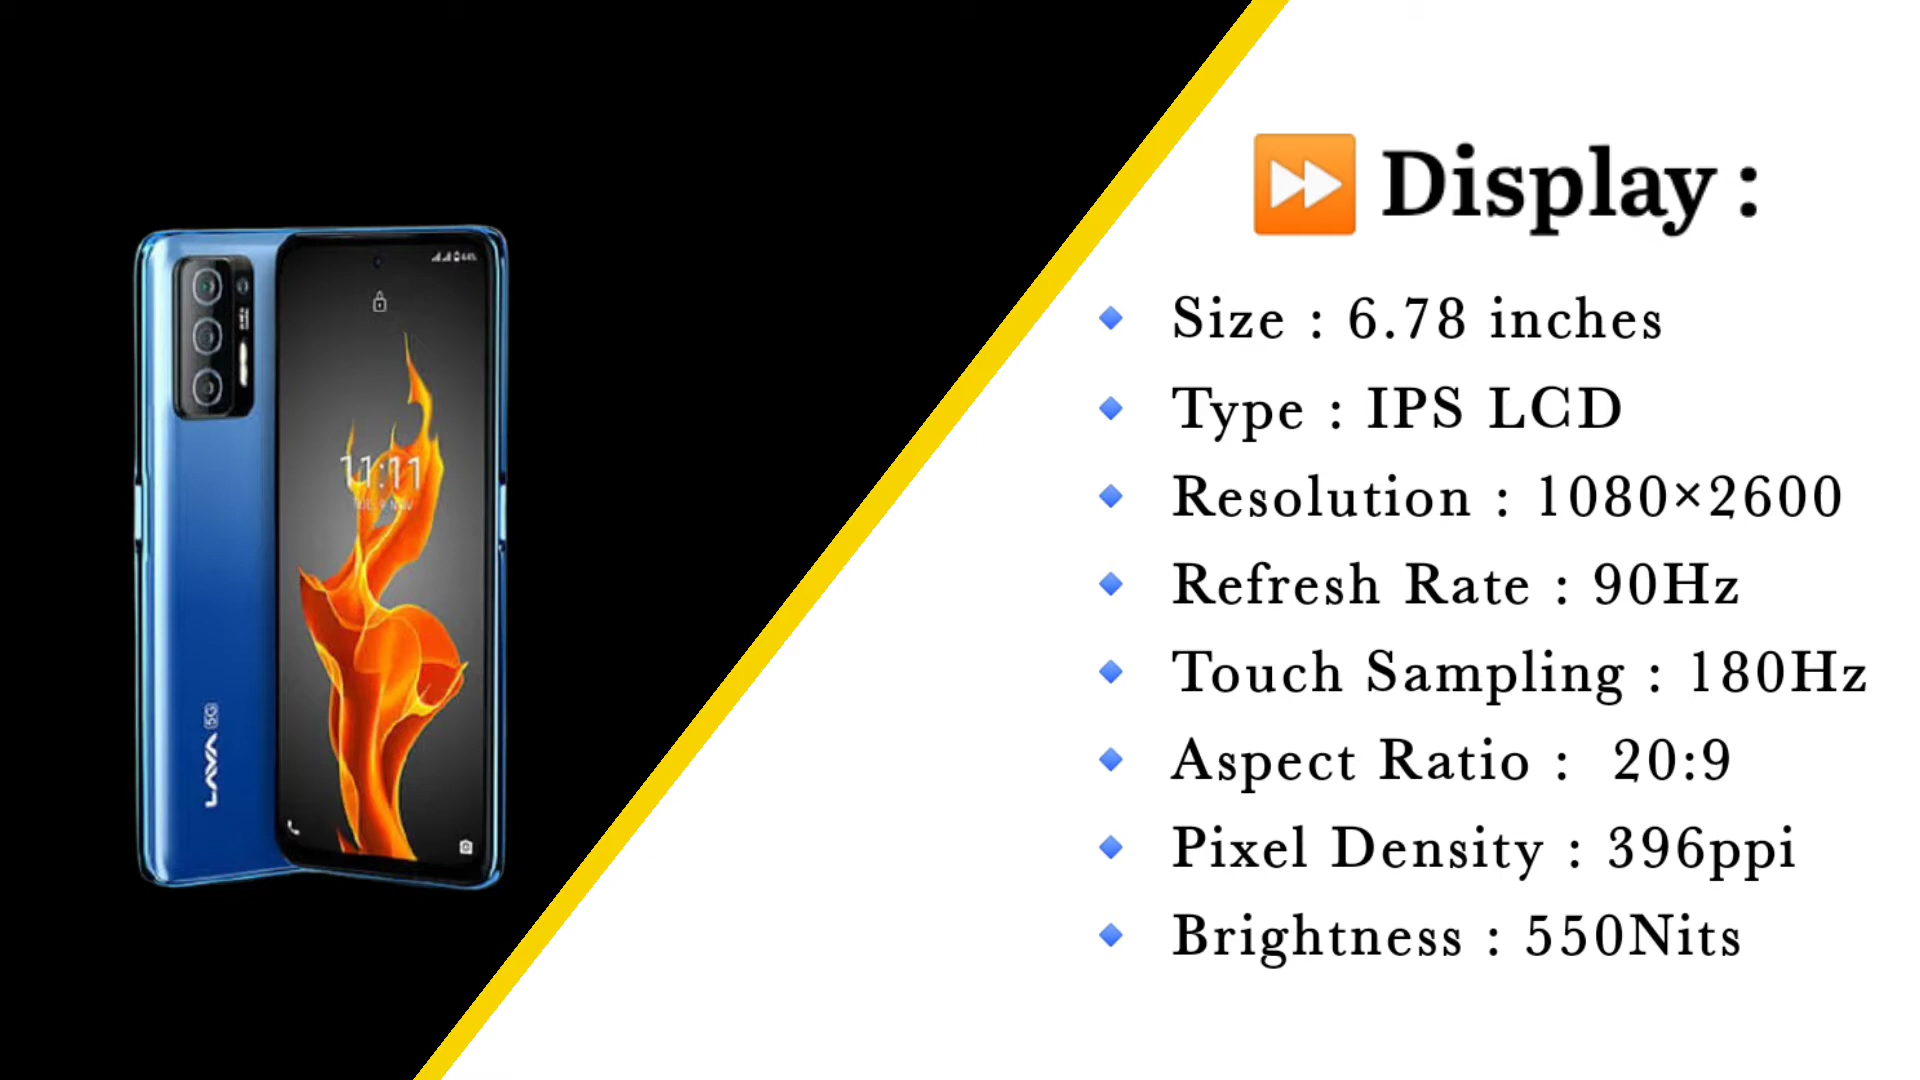 Display :
Size : 6.78 inches
Type : IPS LCD
Resolution : 1080×2600
Refresh Rate : 90Hz
Touch Sampling : 180Hz
Aspect Ratio : 20:9
Pixel Density : 396ppi
Brightness : 550Nits
11:11
LAVA 5G